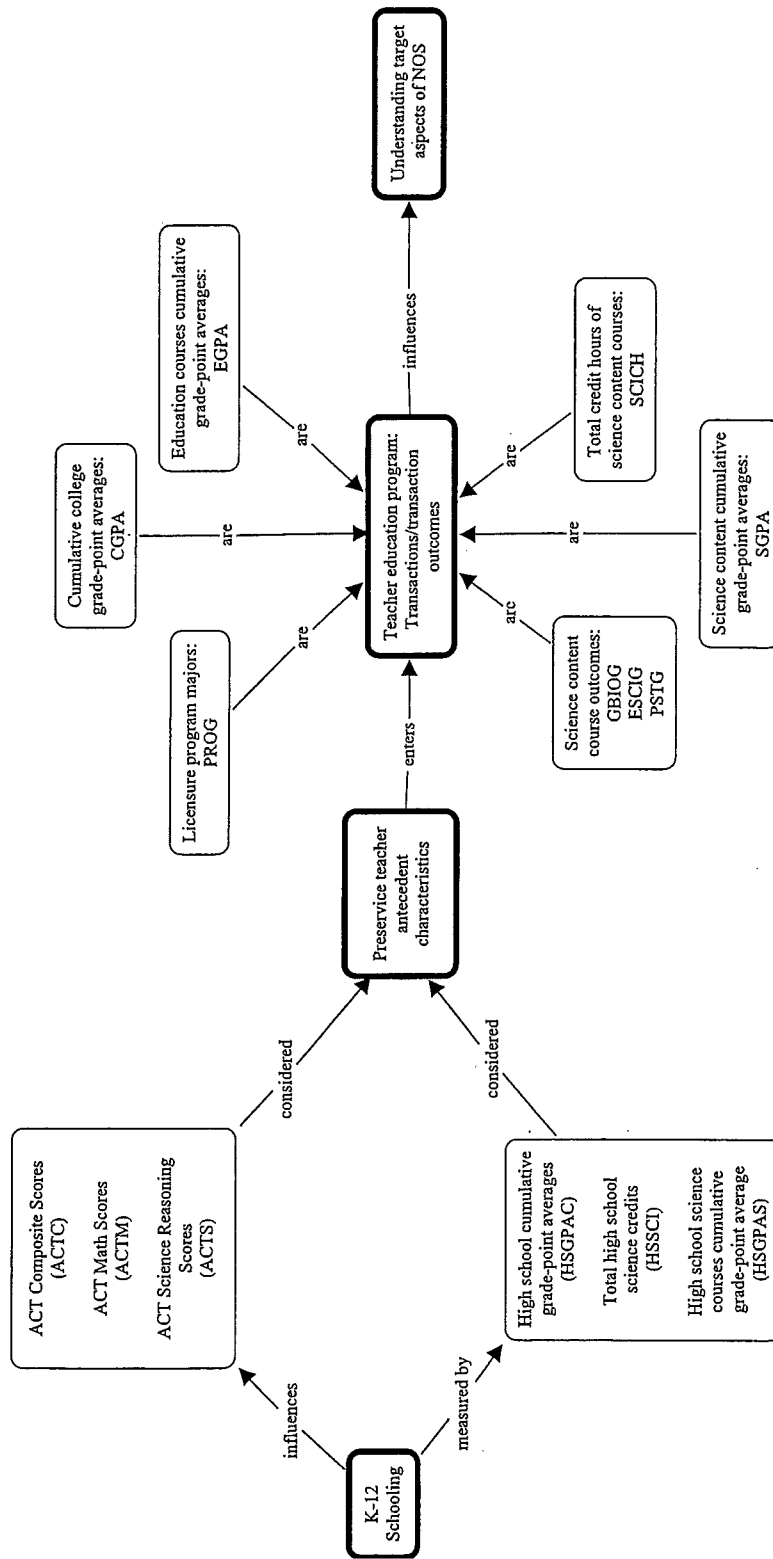 K-12
Schooling
influences
measured by
ACT Composite Scores
(ACTC)
ACT Math Scores
(ACTM)
ACT Science Reasoning
Scores
(ACTS)
High school cumulative
grade-point averages
(HSGPAC)
Total high school
science credits
(HSSCI)
High school science
courses cumulative
grade-point average
(HSGPAS)
considered
considered
Preservice teacher
antecedent
characteristics
enters
Licensure program majors:
PROG
are
Cumulative college
grade-point averages:
CGPA
are
Education courses cumulative
grade-point averages:
EGPA
are
Teacher education program:
Transactions/transaction
outcomes
are
Science content
course outcomes:
GBIOG
ESCIG
PSTG
are
Science content cumulative
grade-point averages:
SGPA
are
Total credit hours of
science content courses:
SCICH
influences
Understanding target
aspects of NOS